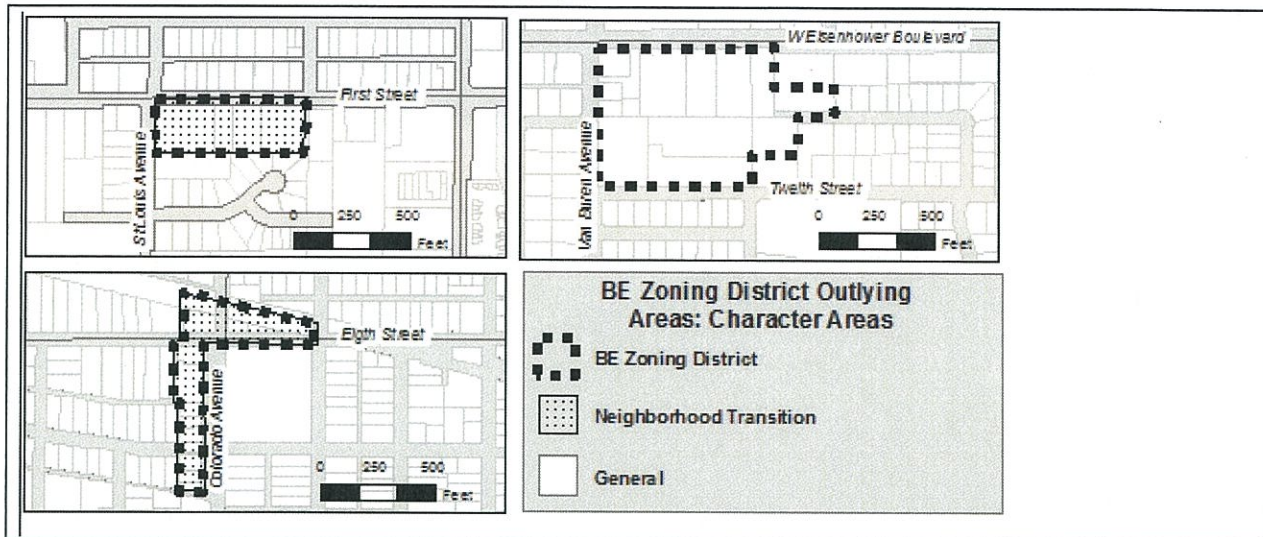 First Street
St Louis Avenue
0 250 500
Feet
W Eisenhower Boulevard
Van Buren Avenue
Twelth Street
0 250 500
Feet
Eigth Street
Colorado Avenue
0 250 500
Feet
BE Zoning District Outlying
Areas: Character Areas
BE Zoning District
Neighborhood Transition
General